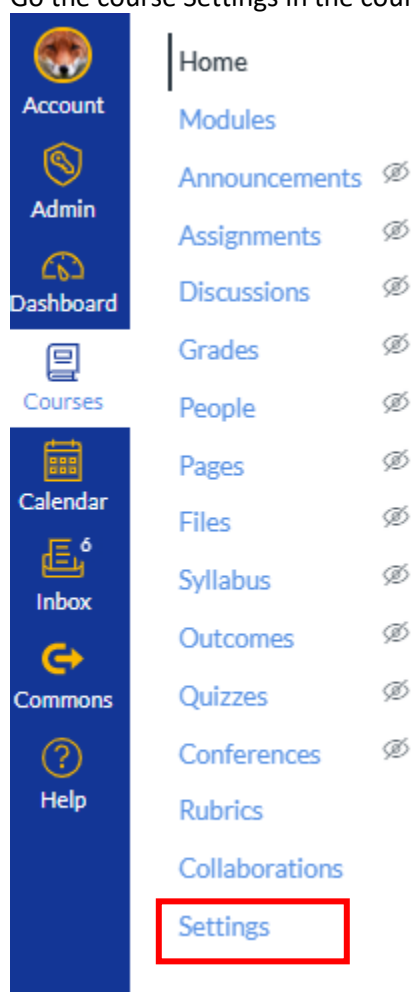 Go the course Settings in the cour
Account
Admin
Dashboard
Courses
Calendar
6
Inbox
Commons
?
Help
Home
Modules
Announcements
Assignments
Discussions
Grades
People
Pages
Files
Syllabus
Outcomes
Quizzes
Conferences
Rubrics
Collaborations
Settings